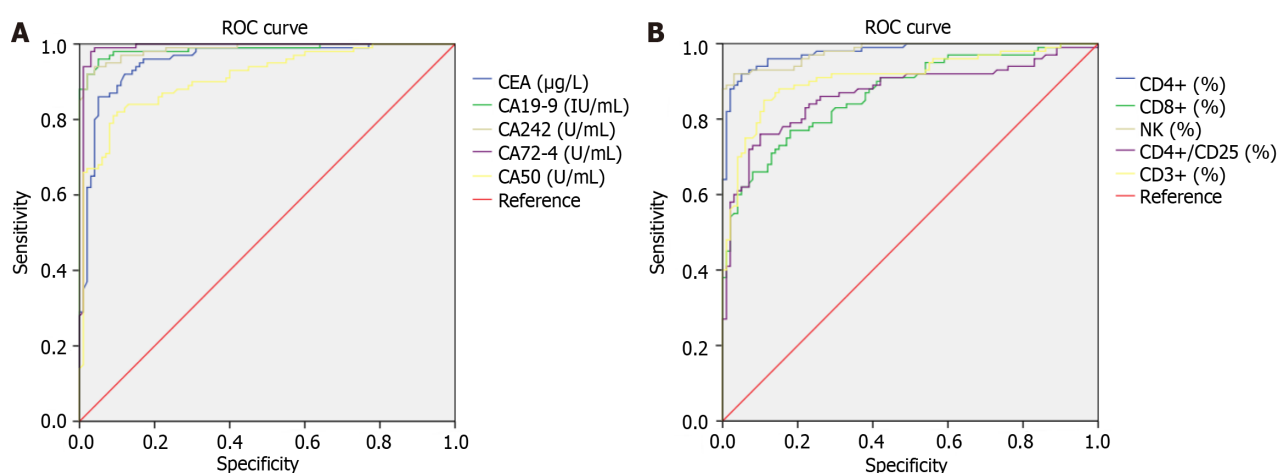 A
ROC curve
1.0
0.8
0.6
0.4
0.2
0.0
Sensitivity
0.0 0.2 0.4 0.6 0.8 1.0
Specificity
CEA (μg/L)
CA19-9 (IU/mL)
CA242 (U/mL)
CA72-4 (U/mL)
CA50 (U/mL)
Reference
B
ROC curve
1.0
0.8
0.6
0.4
0.2
0.0
Sensitivity
0.0 0.2 0.4 0.6 0.8 1.0
Specificity
CD4+ (%)
CD8+ (%)
NK (%)
CD4+/CD25 (%)
CD3+ (%)
Reference